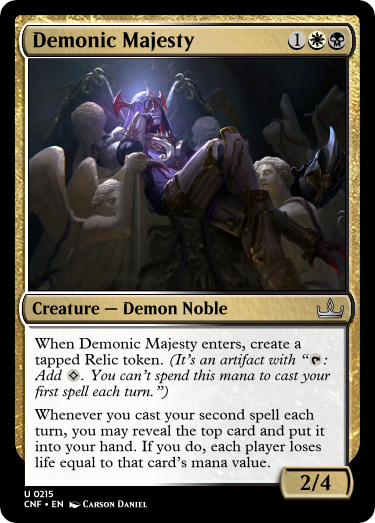 Demonic Majesty 1
Creature — Demon Noble
When Demonic Majesty enters, create a
tapped Relic token. (It's an artifact with “:
Add . You can't spend this mana to cast your
first spell each turn.”)
Whenever you cast your second spell each
turn, you may reveal the top card and put it
into your hand. If you do, each player loses
life equal to that card's mana value.
2/4
U 0215
CNF • EN Carson Daniel